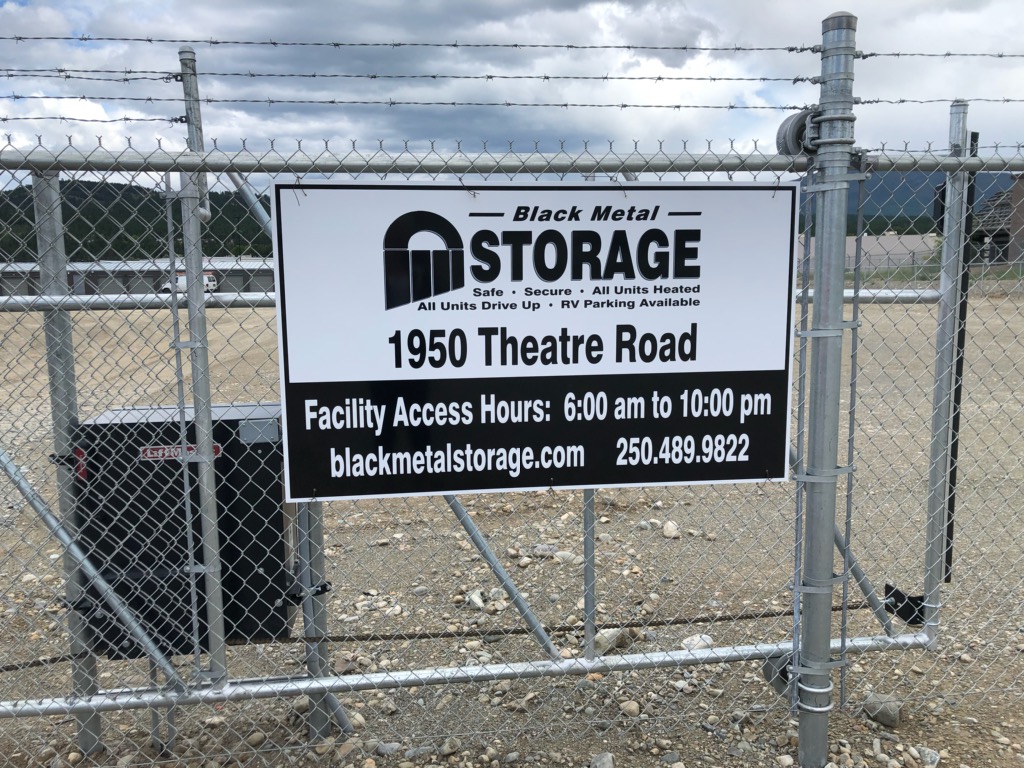 Black Metal
STORAGE
Safe • Secure • All Units Heated
All Units Drive Up • RV Parking Available
1950 Theatre Road
Facility Access Hours: 6:00 am to 10:00 pm
blackmetalstorage.com 250.489.9822